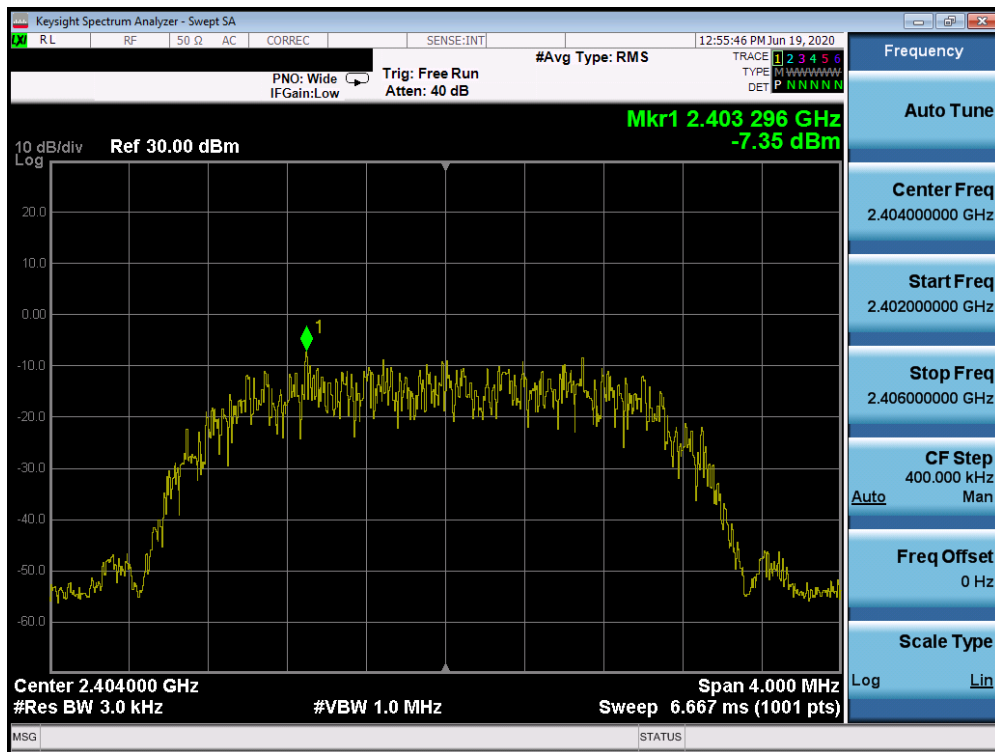 Keysight Spectrum Analyzer - Swept SA
LXI RL RF 50 Ω AC CORREC SENSE:INT 12:55:46 PM Jun 19, 2020
PNO: Wide
IFGain:Low
Trig: Free Run
Atten: 40 dB
#Avg Type: RMS
TRACE 1 2 3 4 5 6
TYPE M W W W W W
DET P N N N N N
Mkr1 2.403 296 GHz
-7.35 dBm
10 dB/div Ref 30.00 dBm
Log
20.0
10.0
0.00
-10.0
-20.0
-30.0
-40.0
-50.0
-60.0
1
Center 2.404000 GHz Span 4.000 MHz
#Res BW 3.0 kHz #VBW 1.0 MHz Sweep 6.667 ms (1001 pts)
MSG STATUS
Frequency
Auto Tune
Center Freq
2.404000000 GHz
Start Freq
2.402000000 GHz
Stop Freq
2.406000000 GHz
CF Step
400.000 kHz
Auto Man
Freq Offset
0 Hz
Scale Type
Log Lin